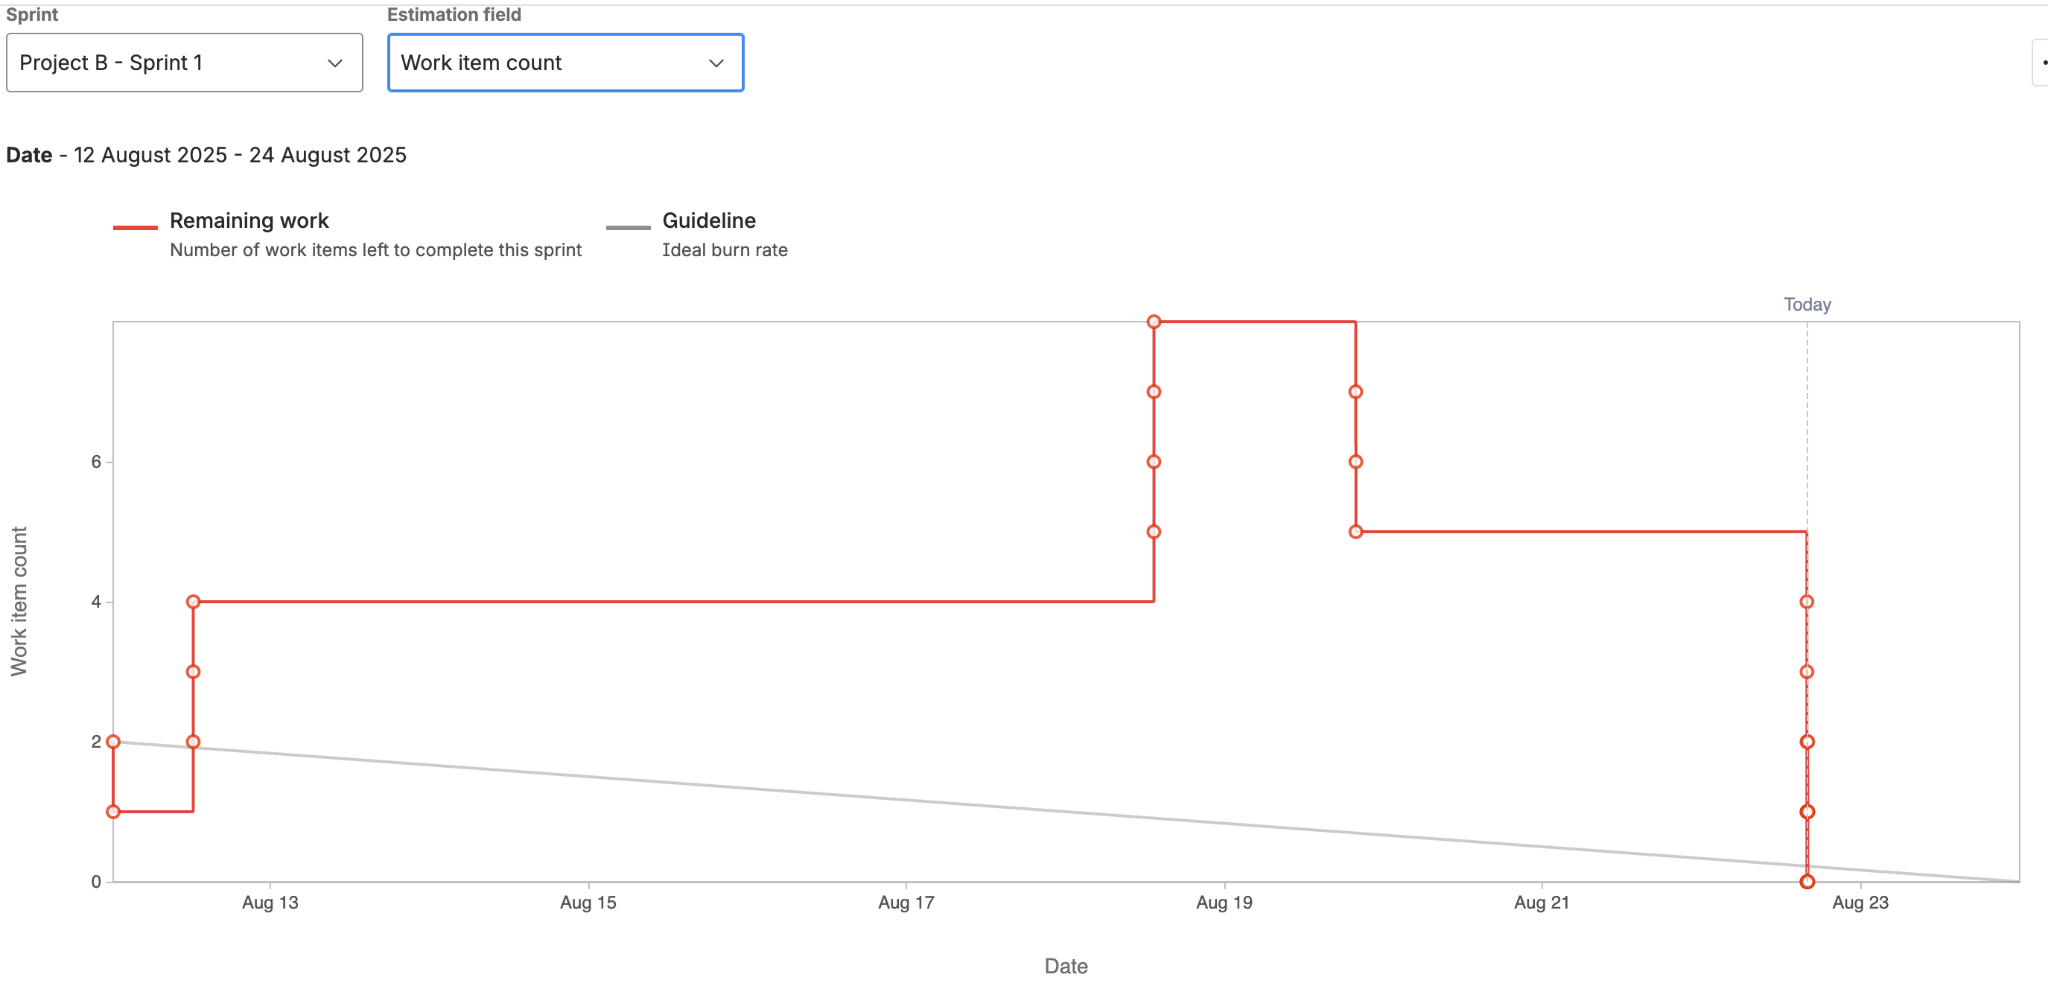 Sprint
Estimation field
Project B - Sprint 1
Work item count
Date - 12 August 2025 - 24 August 2025
Remaining work
Number of work items left to complete this sprint
Guideline
Ideal burn rate
Today
6
4
2
0
Work item count
Aug 13
Aug 15
Aug 17
Aug 19
Aug 21
Aug 23
Date